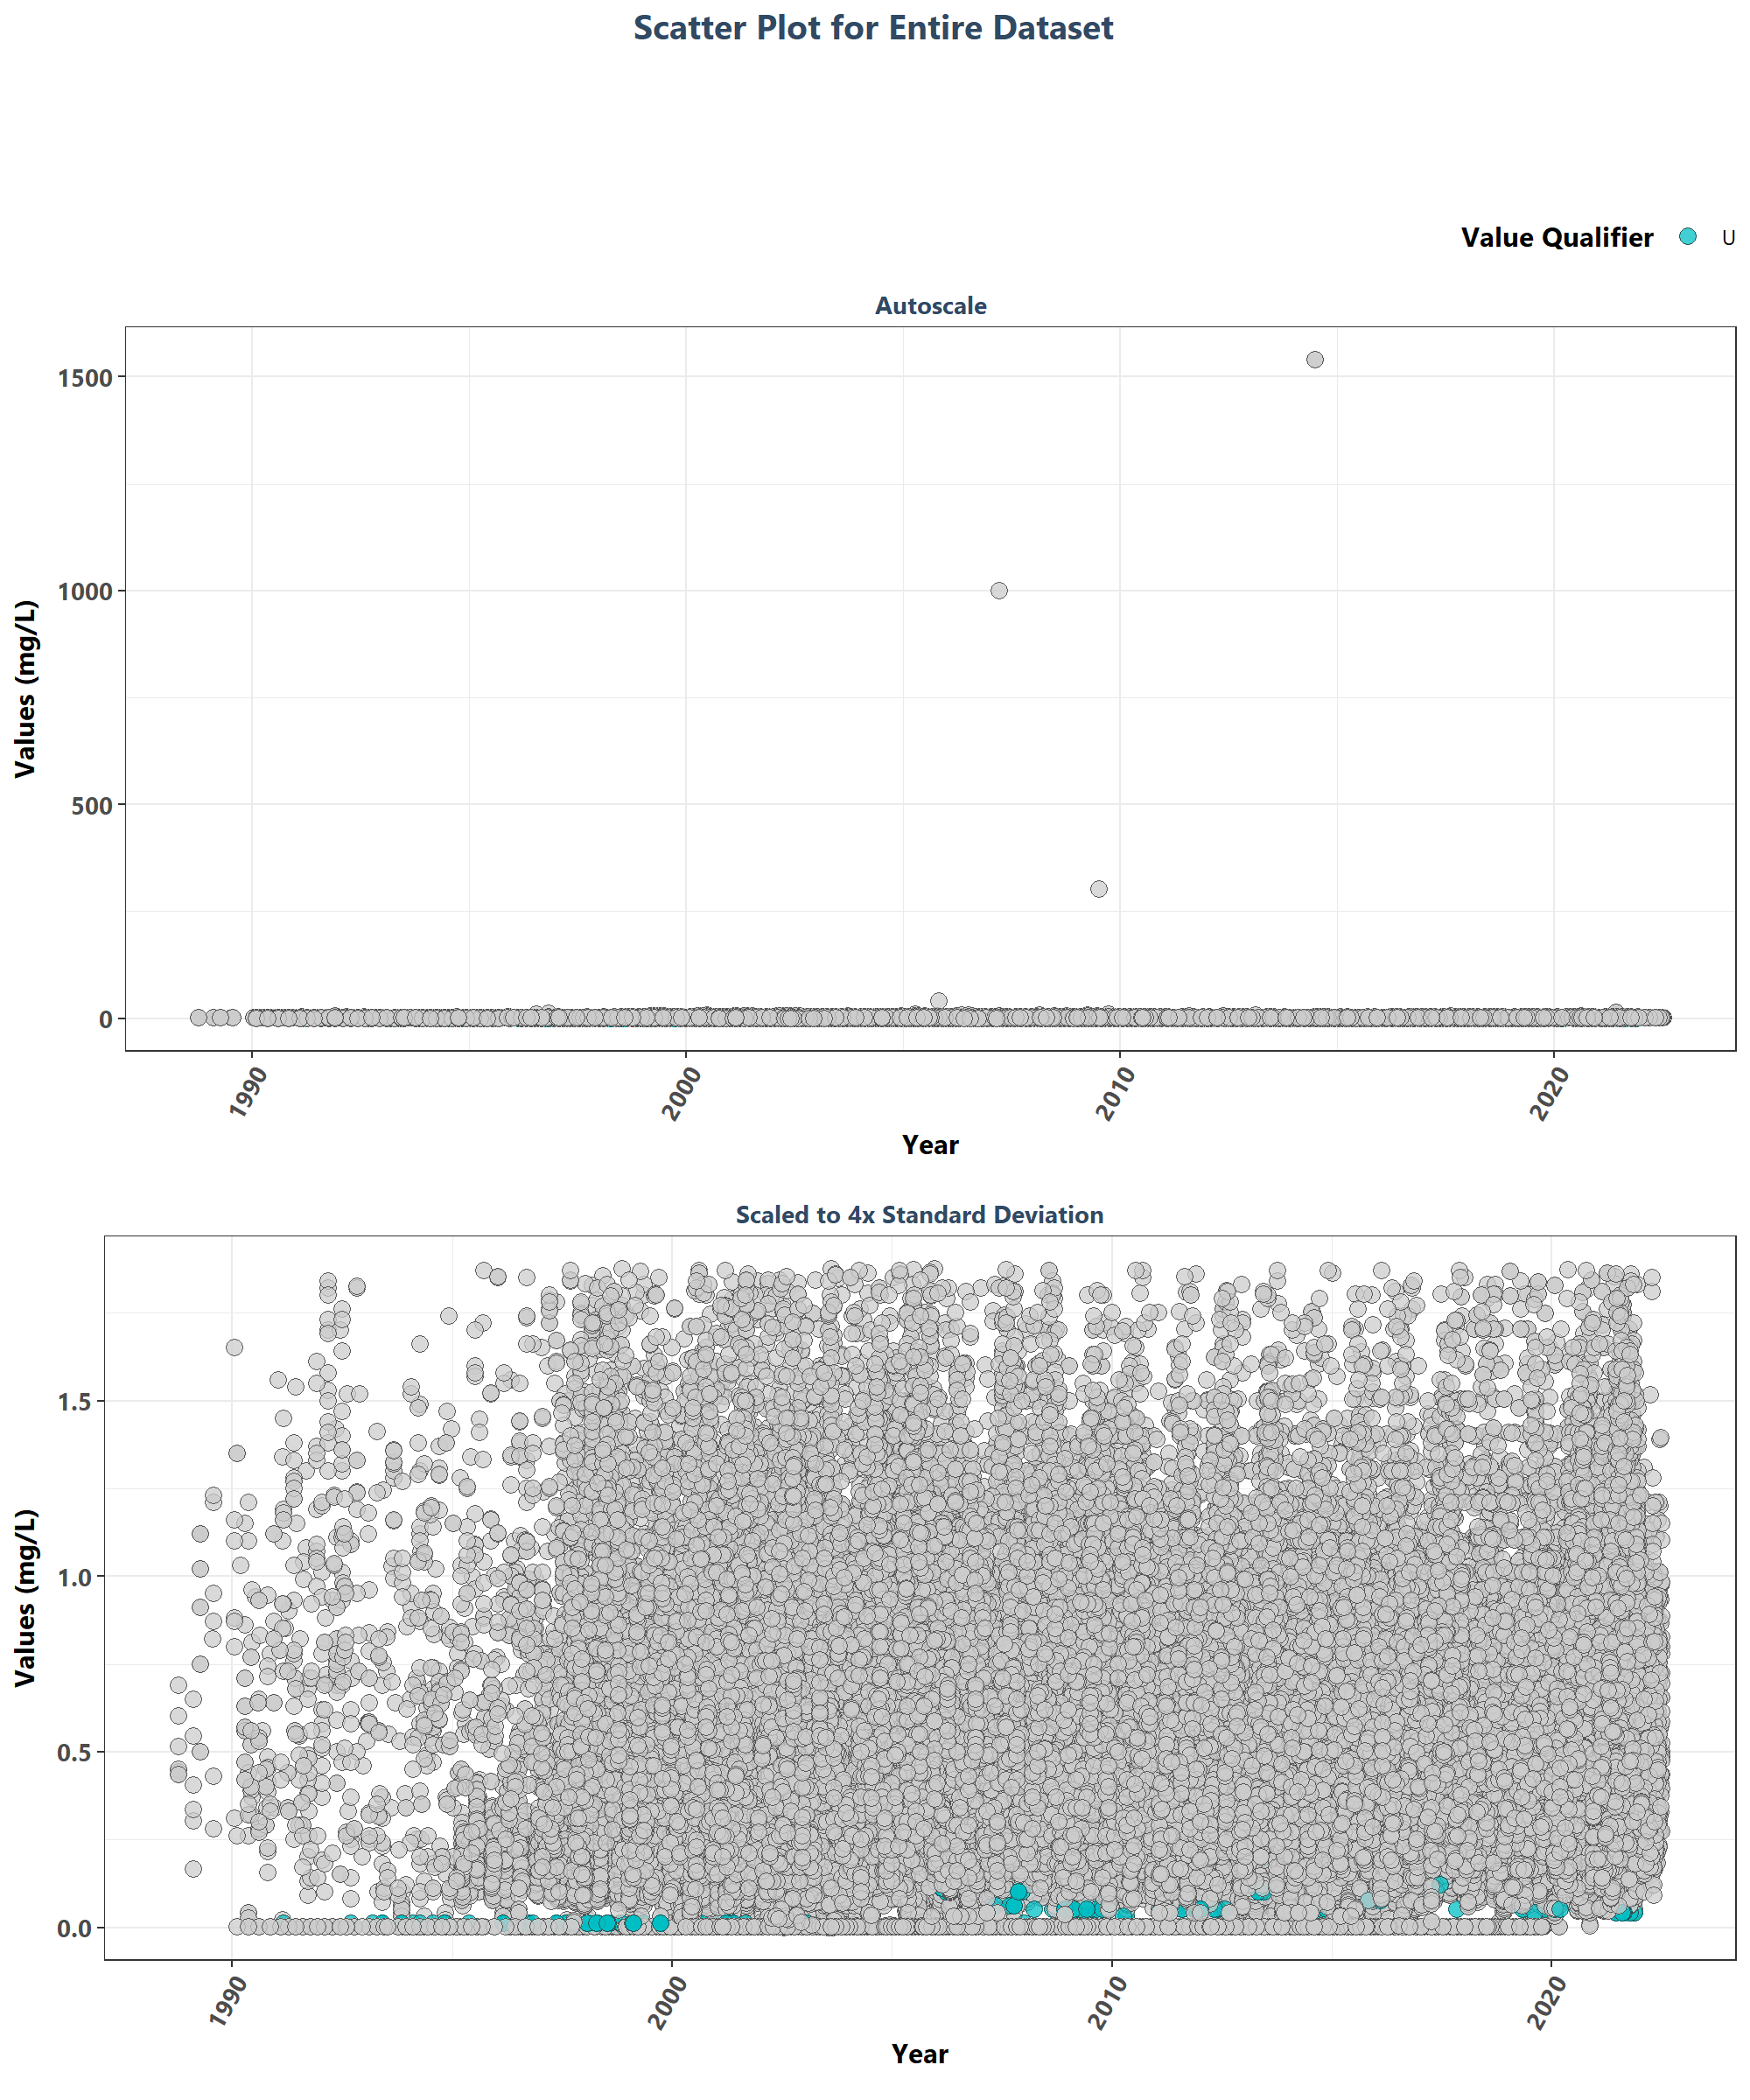 Scatter Plot for Entire Dataset
Value Qualifier U
Autoscale
Values (mg/L)
1500
1000
500
0
1990 2000 2010 2020
Year
Scaled to 4x Standard Deviation
Values (mg/L)
1.5
1.0
0.5
0.0
1990 2000 2010 2020
Year